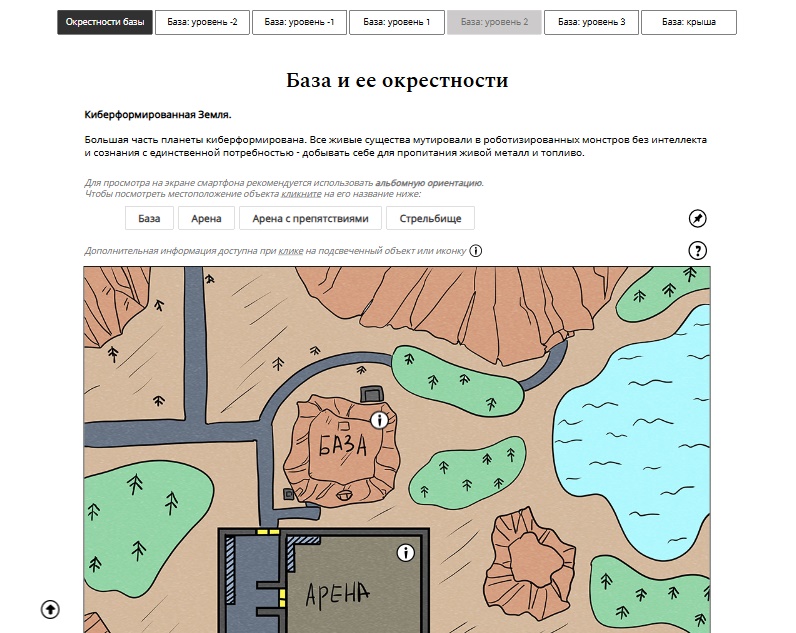 Окрестности базы
База: уровень -2
База: уровень -1
База: уровень 1
База: уровень 2
База: уровень 3
База: крыша
База и ее окрестности
Киберформированная Земля.
Большая часть планеты киберформирована. Все живые существа мутировали в роботизированных монстров без интеллекта
и сознания с единственной потребностью - добывать себе для пропитания живой металл и топливо.
Для просмотра на экране смартфона рекомендуется использовать альбомную ориентацию.
Чтобы посмотреть местоположение объекта кликните на его название ниже:
База
Арена
Арена с препятствиями
Стрельбище
?
Дополнительная информация доступна при клике на подсвеченный объект или иконку i
i
БАЗА
i
АРЕНА